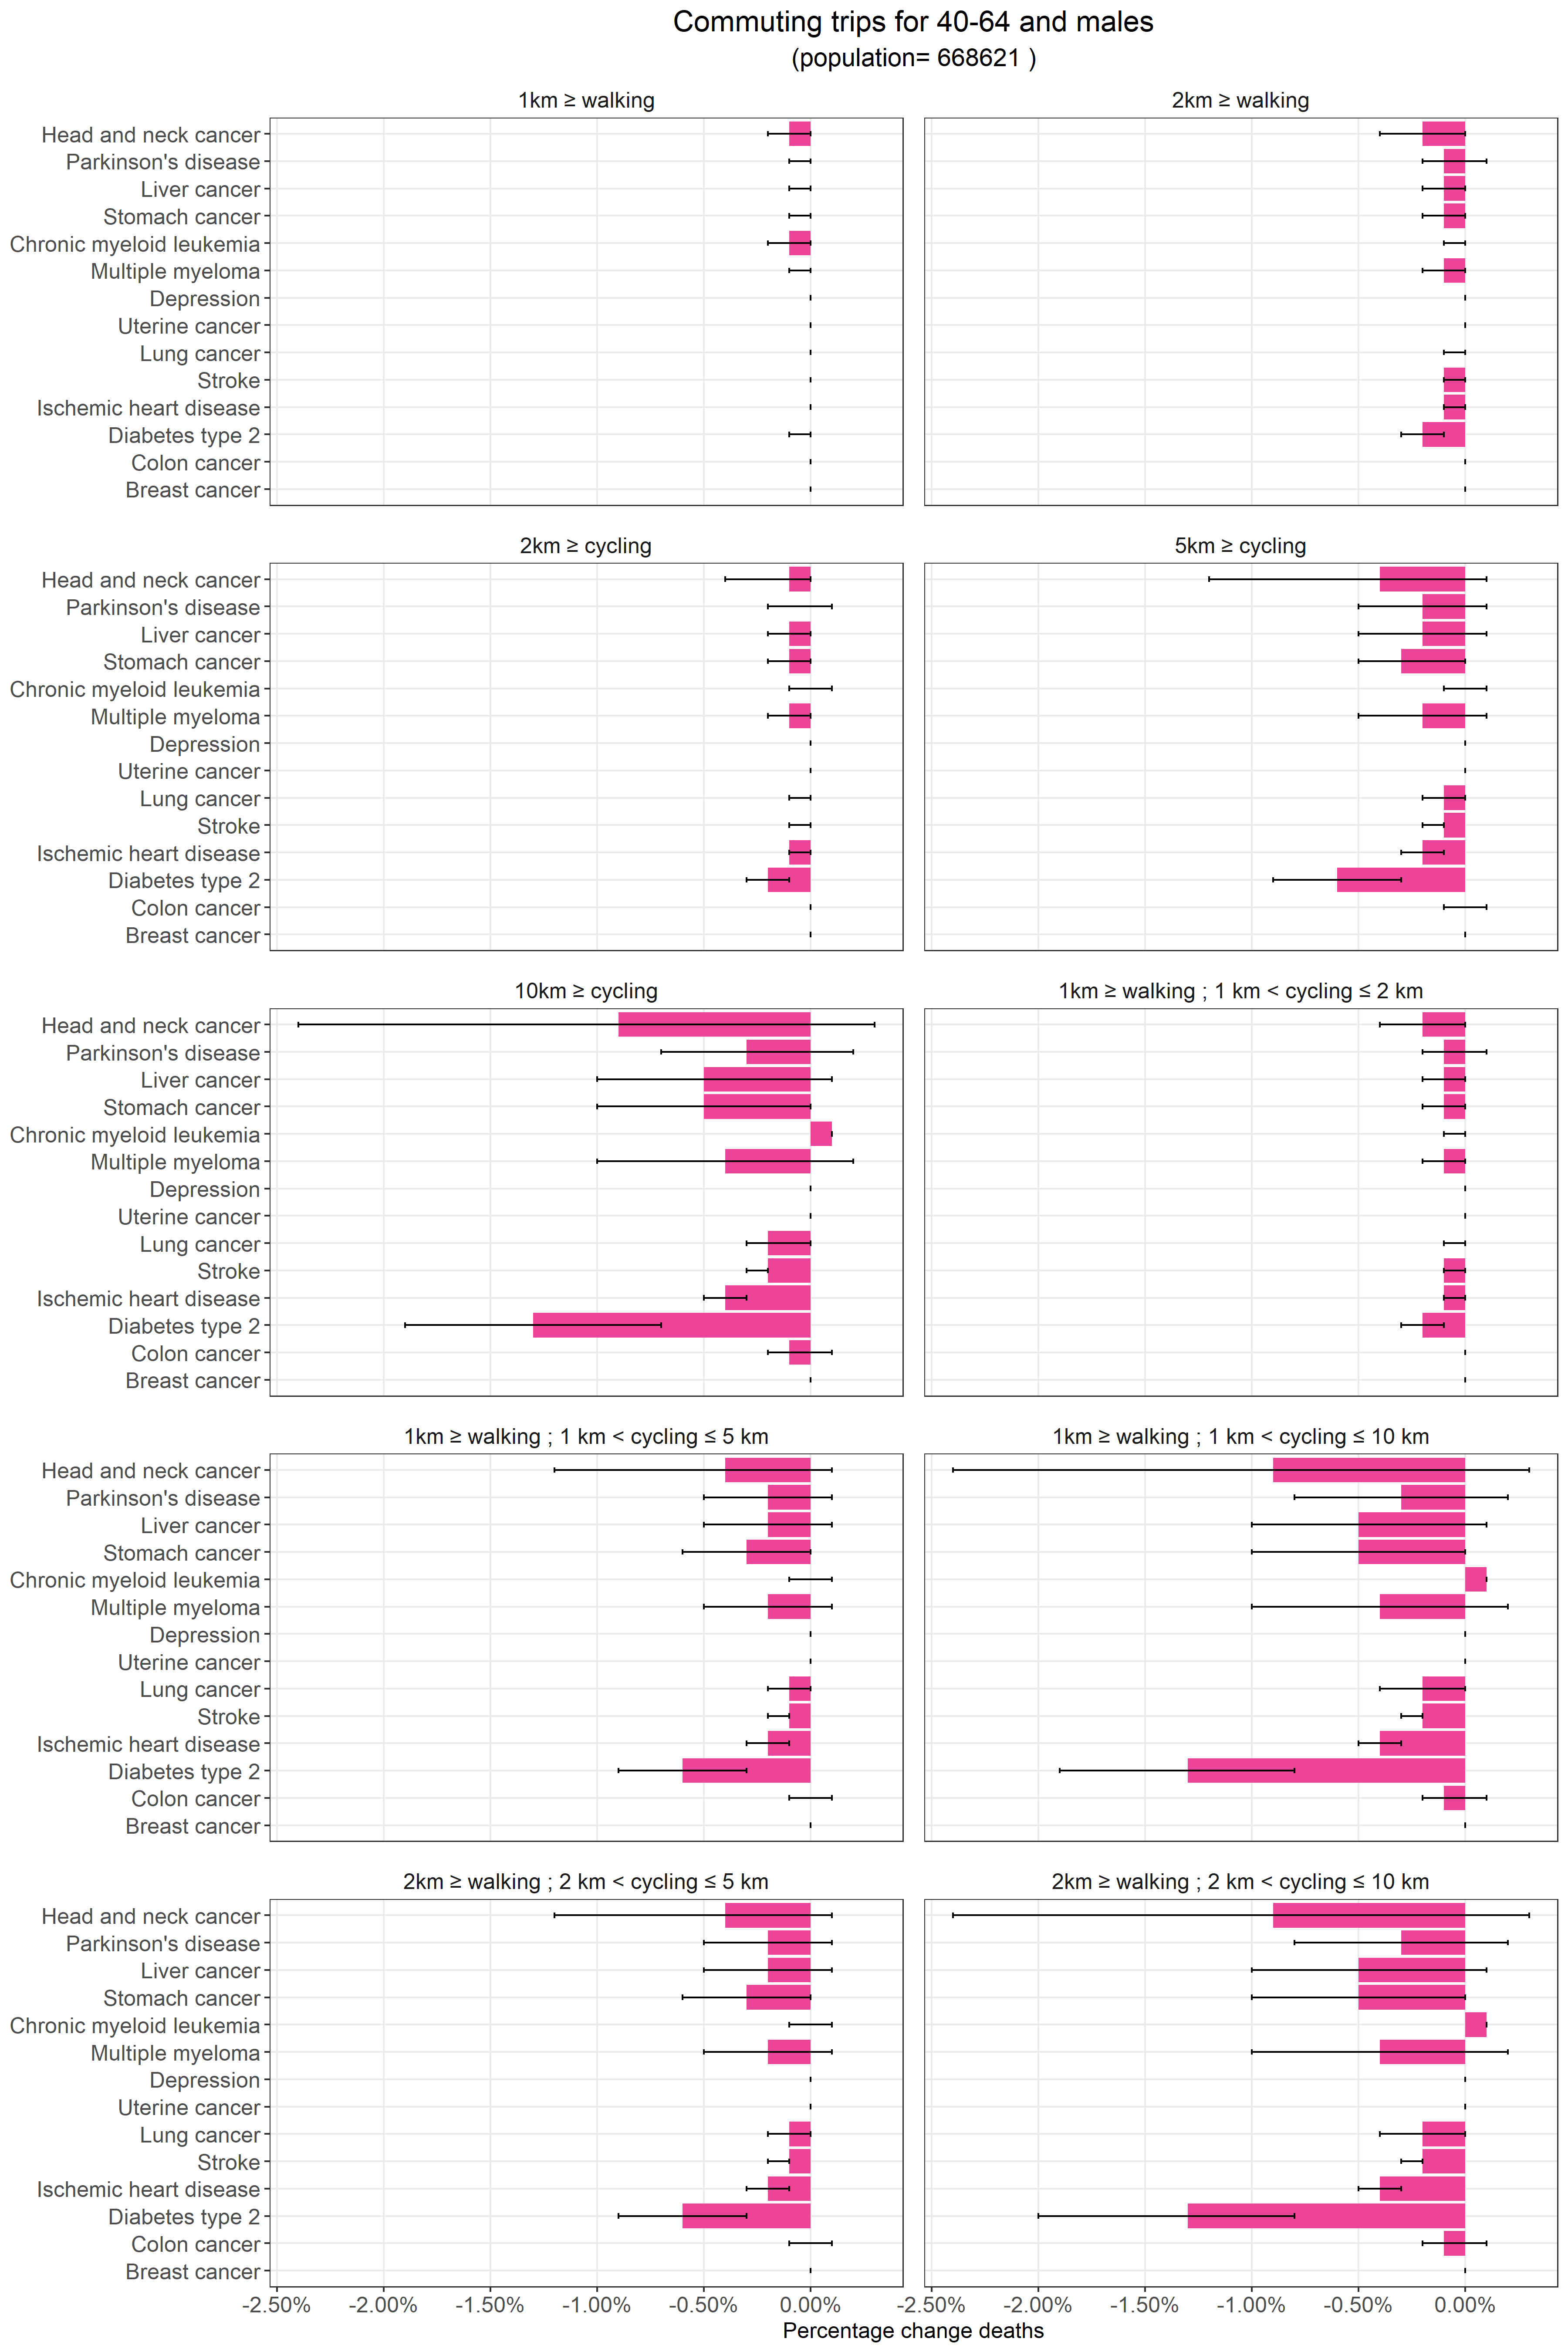 Commuting trips for 40-64 and males
(population= 668621 )
1km ≥ walking
2km ≥ walking
Head and neck cancer
Parkinson's disease
Liver cancer
Stomach cancer
Chronic myeloid leukemia
Multiple myeloma
Depression
Uterine cancer
Lung cancer
Stroke
Ischemic heart disease
Diabetes type 2
Colon cancer
Breast cancer
2km ≥ cycling
5km ≥ cycling
Head and neck cancer
Parkinson's disease
Liver cancer
Stomach cancer
Chronic myeloid leukemia
Multiple myeloma
Depression
Uterine cancer
Lung cancer
Stroke
Ischemic heart disease
Diabetes type 2
Colon cancer
Breast cancer
10km ≥ cycling
1km ≥ walking ; 1 km < cycling ≤ 2 km
Head and neck cancer
Parkinson's disease
Liver cancer
Stomach cancer
Chronic myeloid leukemia
Multiple myeloma
Depression
Uterine cancer
Lung cancer
Stroke
Ischemic heart disease
Diabetes type 2
Colon cancer
Breast cancer
1km ≥ walking ; 1 km < cycling ≤ 5 km
1km ≥ walking ; 1 km < cycling ≤ 10 km
Head and neck cancer
Parkinson's disease
Liver cancer
Stomach cancer
Chronic myeloid leukemia
Multiple myeloma
Depression
Uterine cancer
Lung cancer
Stroke
Ischemic heart disease
Diabetes type 2
Colon cancer
Breast cancer
2km ≥ walking ; 2 km < cycling ≤ 5 km
2km ≥ walking ; 2 km < cycling ≤ 10 km
Head and neck cancer
Parkinson's disease
Liver cancer
Stomach cancer
Chronic myeloid leukemia
Multiple myeloma
Depression
Uterine cancer
Lung cancer
Stroke
Ischemic heart disease
Diabetes type 2
Colon cancer
Breast cancer
-2.50% -2.00% -1.50% -1.00% -0.50% 0.00% -2.50% -2.00% -1.50% -1.00% -0.50% 0.00%
Percentage change deaths